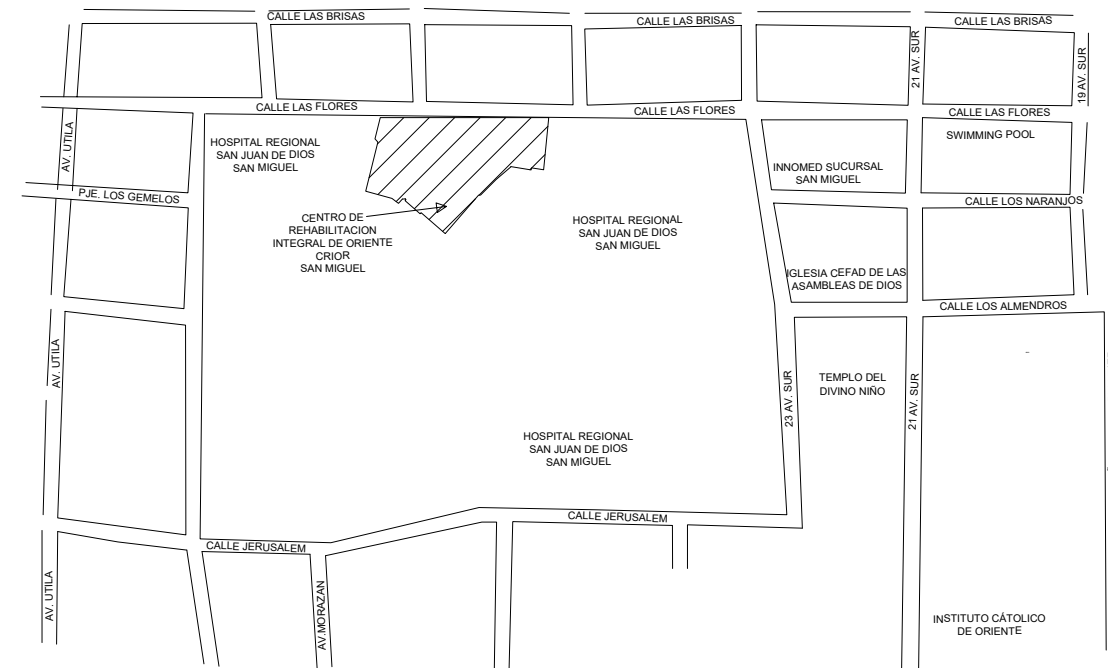 CALLE LAS BRISAS
CALLE LAS BRISAS
CALLE LAS BRISAS
21 AV. SUR
19 AV. SUR
CALLE LAS FLORES
CALLE LAS FLORES
CALLE LAS FLORES
AV. UTILA
HOSPITAL REGIONAL
SAN JUAN DE DIOS
SAN MIGUEL
SWIMMING POOL
INNOMED SUCURSAL
SAN MIGUEL
PJE. LOS GEMELOS
CALLE LOS NARANJOS
CENTRO DE
REHABILITACION
INTEGRAL DE ORIENTE
CRIOR
SAN MIGUEL
HOSPITAL REGIONAL
SAN JUAN DE DIOS
SAN MIGUEL
IGLESIA CEFAD DE LAS
ASAMBLEAS DE DIOS
CALLE LOS ALMENDROS
AV. UTILA
23 AV. SUR
TEMPLO DEL
DIVINO NIÑO
21 AV. SUR
HOSPITAL REGIONAL
SAN JUAN DE DIOS
SAN MIGUEL
CALLE JERUSALEM
CALLE JERUSALEM
AV. UTILA
AV.MORAZAN
INSTITUTO CÁTOLICO
DE ORIENTE